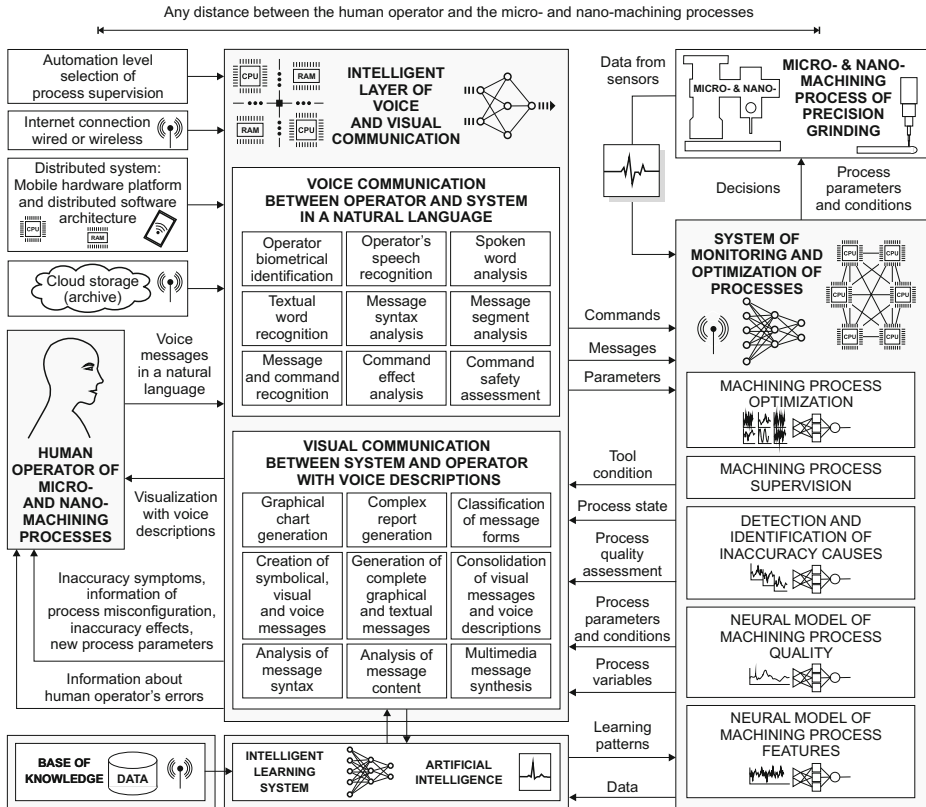 Any distance between the human operator and the micro- and nano-machining processes
Automation level
selection of
process supervision
Internet connection
wired or wireless
Distributed system:
Mobile hardware platform
and distributed software
architecture
CPU
RAM
Cloud storage
(archive)
CPU
RAM
RAM
CPU
INTELLIGENT
LAYER OF
VOICE
AND VISUAL
COMMUNICATION
VOICE COMMUNICATION
BETWEEN OPERATOR AND SYSTEM
IN A NATURAL LANGUAGE
Operator
biometrical
identification
Operator's
speech
recognition
Spoken
word
analysis
Textual
word
recognition
Message
syntax
analysis
Message
segment
analysis
Message
and command
recognition
Command
effect
analysis
Command
safety
assessment
VISUAL COMMUNICATION
BETWEEN SYSTEM AND OPERATOR
WITH VOICE DESCRIPTIONS
Graphical
chart
generation
Complex
report
generation
Classification
of message
forms
Creation of
symbolical,
visual
and voice
messages
Generation of
complete
graphical
and textual
messages
Consolidation
of visual
messages
and voice
descriptions
Analysis of
message
syntax
Analysis of
message
content
Multimedia
message
synthesis
Voice
messages
in a natural
language
HUMAN
OPERATOR OF
MICRO-
AND NANO-
MACHINING
PROCESSES
Visualization
with voice
descriptions
Inaccuracy symptoms,
information of
process misconfiguration,
inaccuracy effects,
new process parameters
Information about
human operator's errors
BASE OF
KNOWLEDGE
DATA
INTELLIGENT
LEARNING
SYSTEM
ARTIFICIAL
INTELLIGENCE
Data from
sensors
MICRO- & NANO-
MICRO- & NANO-
MACHINING
PROCESS OF
PRECISION
GRINDING
Decisions
Process
parameters
and conditions
SYSTEM OF
MONITORING AND
OPTIMIZATION OF
PROCESSES
CPU
CPU
CPU
CPU
CPU
CPU
Commands
Messages
Parameters
Tool
condition
Process state
Process
quality
assessment
Process
parameters
and conditions
Process
variables
Learning
patterns
Data
MACHINING PROCESS
OPTIMIZATION
MACHINING PROCESS
SUPERVISION
DETECTION AND
IDENTIFICATION OF
INACCURACY CAUSES
NEURAL MODEL OF
MACHINING PROCESS
QUALITY
NEURAL MODEL OF
MACHINING PROCESS
FEATURES